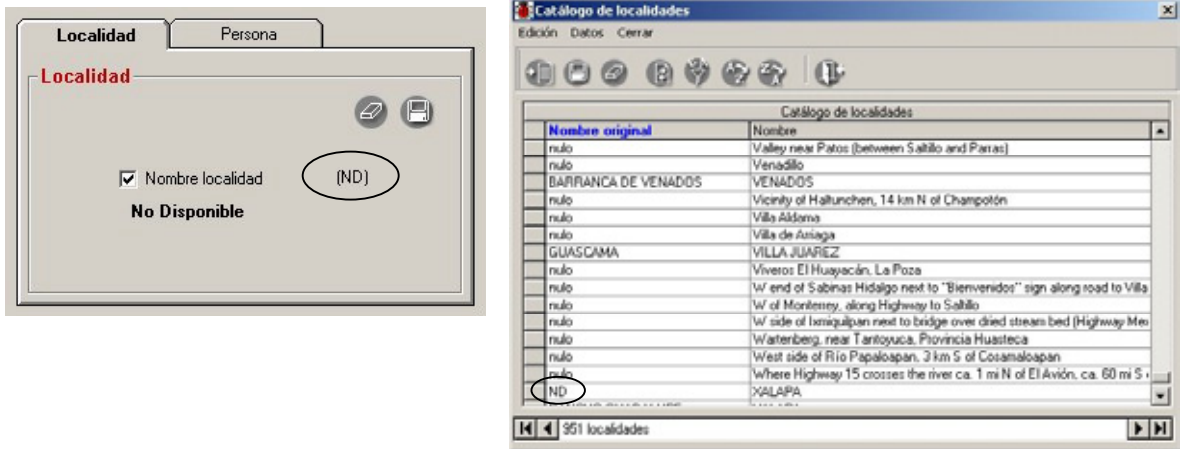 Localidad Persona
Localidad
Nombre localidad (ND)
No Disponible
Catálogo de localidades
Edición Datos Cerrar
Catálogo de localidades
Nombre original Nombre
nulo Valley near Patos (between Saltillo and Parras)
nulo Venadillo
BARRANCA DE VENADOS VENADOS
nulo Vicinity of Haltunchen, 14 km N of Champotón
nulo Villa Aldama
nulo Villa de Arriaga
GUASCAMA VILLA JUAREZ
nulo Viveros El Huayacán, La Poza
nulo W end of Sabinas Hidalgo next to "Bienvenidos" sign along road to Villa
nulo W of Monterrey, along Highway to Saltillo
nulo W side of Ixmiquilpan next to bridge over dried stream bed (Highway Mex
nulo Wartenberg, near Tantoyuca, Provincia Huasteca
nulo West side of Río Papaloapan, 3 km S of Cosamaloapan
nulo Where Highway 15 crosses the river ca. 1 mi N of El Avión, ca. 60 mi S
ND XALAPA
951 localidades